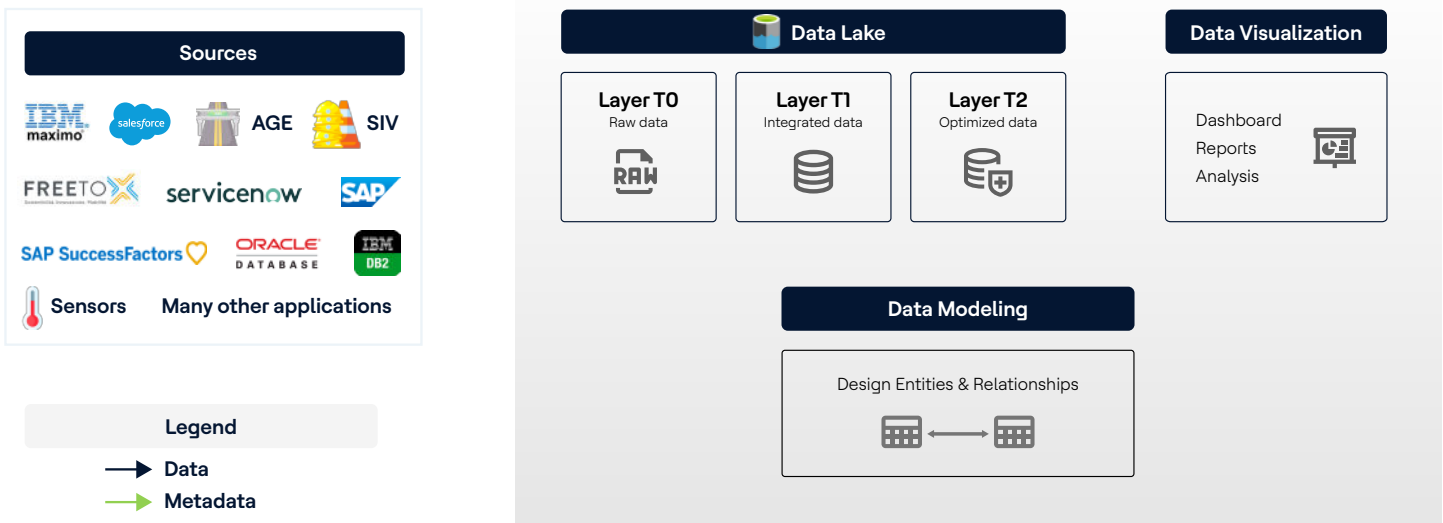 Sources
IBM.
maximo
salesforce
AGE
SIV
FREETO
servicenow
SAP
SAP SuccessFactors
ORACLE
DATABASE
IBM
DB2
Sensors
Many other applications
Legend
Data
Metadata
Data Lake
Layer T0
Raw data
RAW
Layer T1
Integrated data
Layer T2
Optimized data
Data Visualization
Dashboard
Reports
Analysis
Data Modeling
Design Entities & Relationships